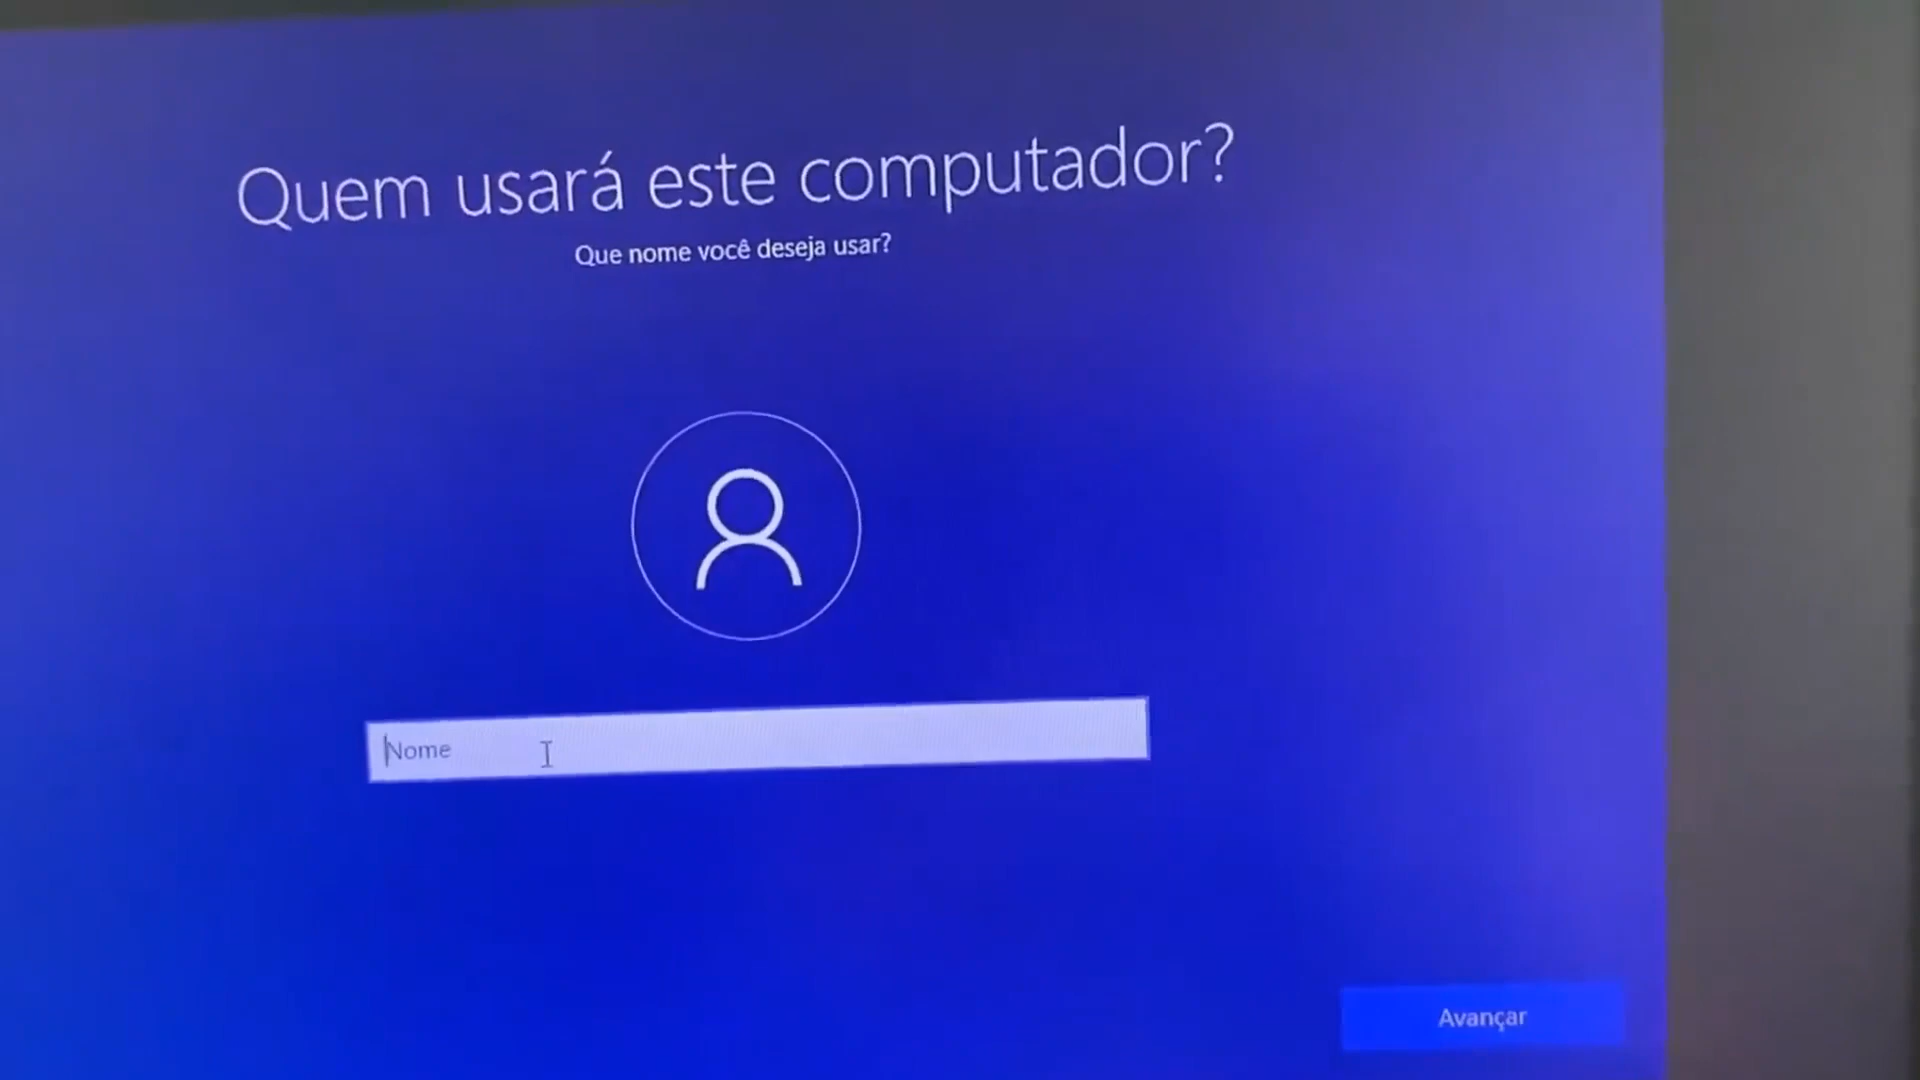 Quem usará este computador?
Que nome você deseja usar?
Nome
Avançar